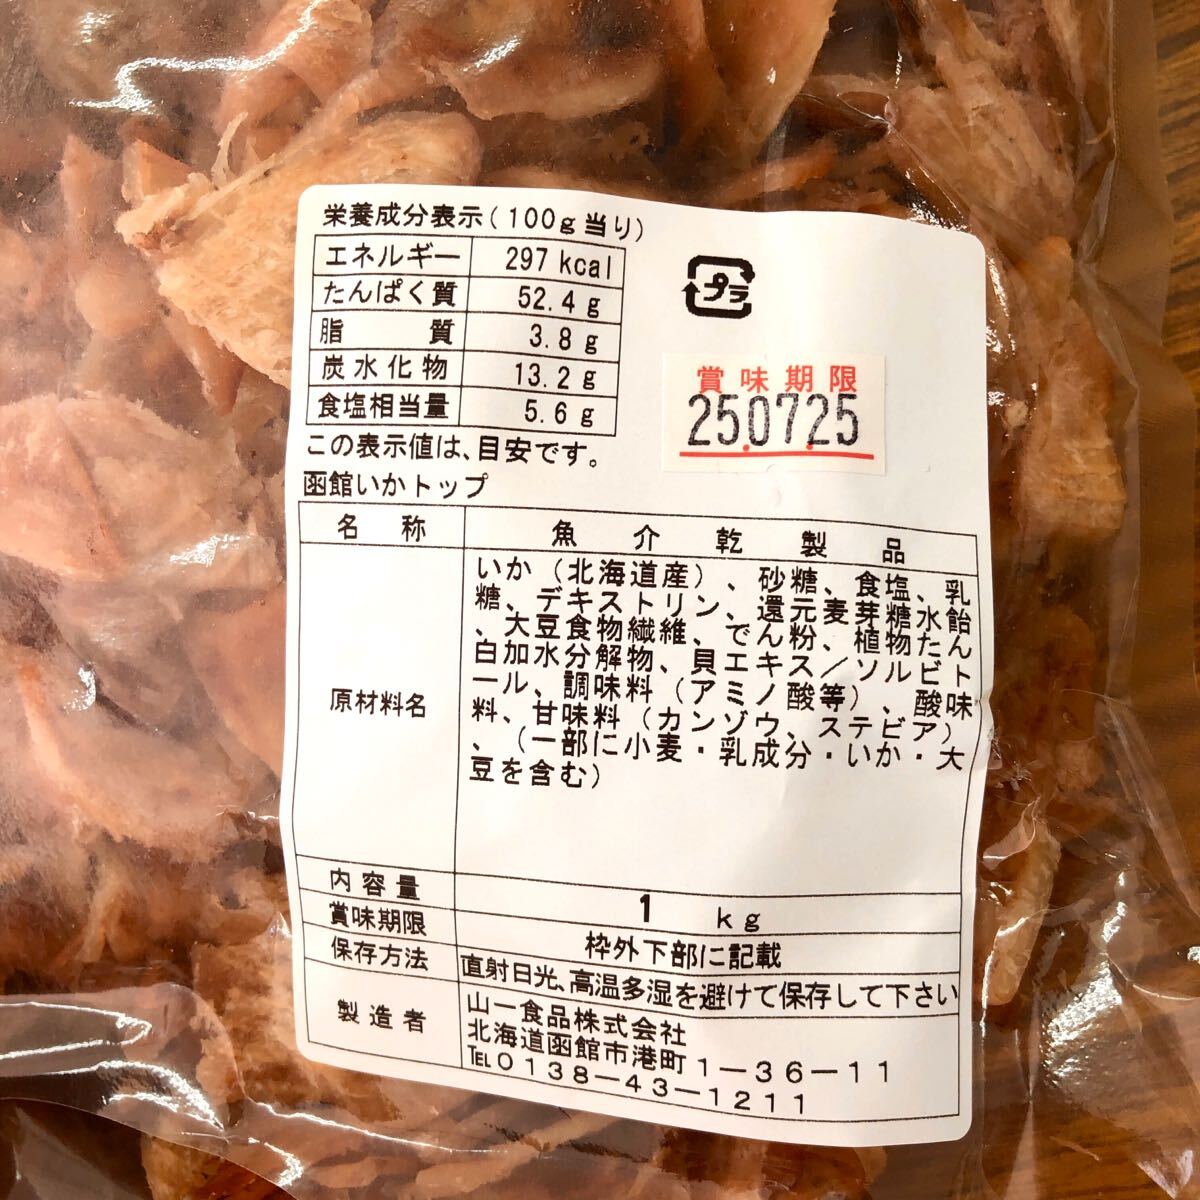 栄養成分表示(100g当り)
エネルギー 297kcal
たんぱく質 52.4g
脂質 3.8g
炭水化物 13.2g
食塩相当量 5.6g
この表示値は、目安です。
プラ
賞味期限
25.07.25
函館いかトップ
名称 魚介乾製品
原材料名
いか（北海道産）、砂糖、食塩、乳
糖、デキストリン、還元麦芽糖水飴
、大豆食物繊維、でん粉、植物たん
白加水分解物、貝エキス／ソルビト
ール、調味料（アミノ酸等）、酸味
料、甘味料（カンゾウ、ステビア）
、（一部に小麦・乳成分・いか・大
豆を含む）
内容量 1kg
賞味期限 枠外下部に記載
保存方法 直射日光、高温多湿を避けて保存して下さい
製造者 山一食品株式会社
北海道函館市港町１－３６－１１
TEL０１３８－４３－１２１１